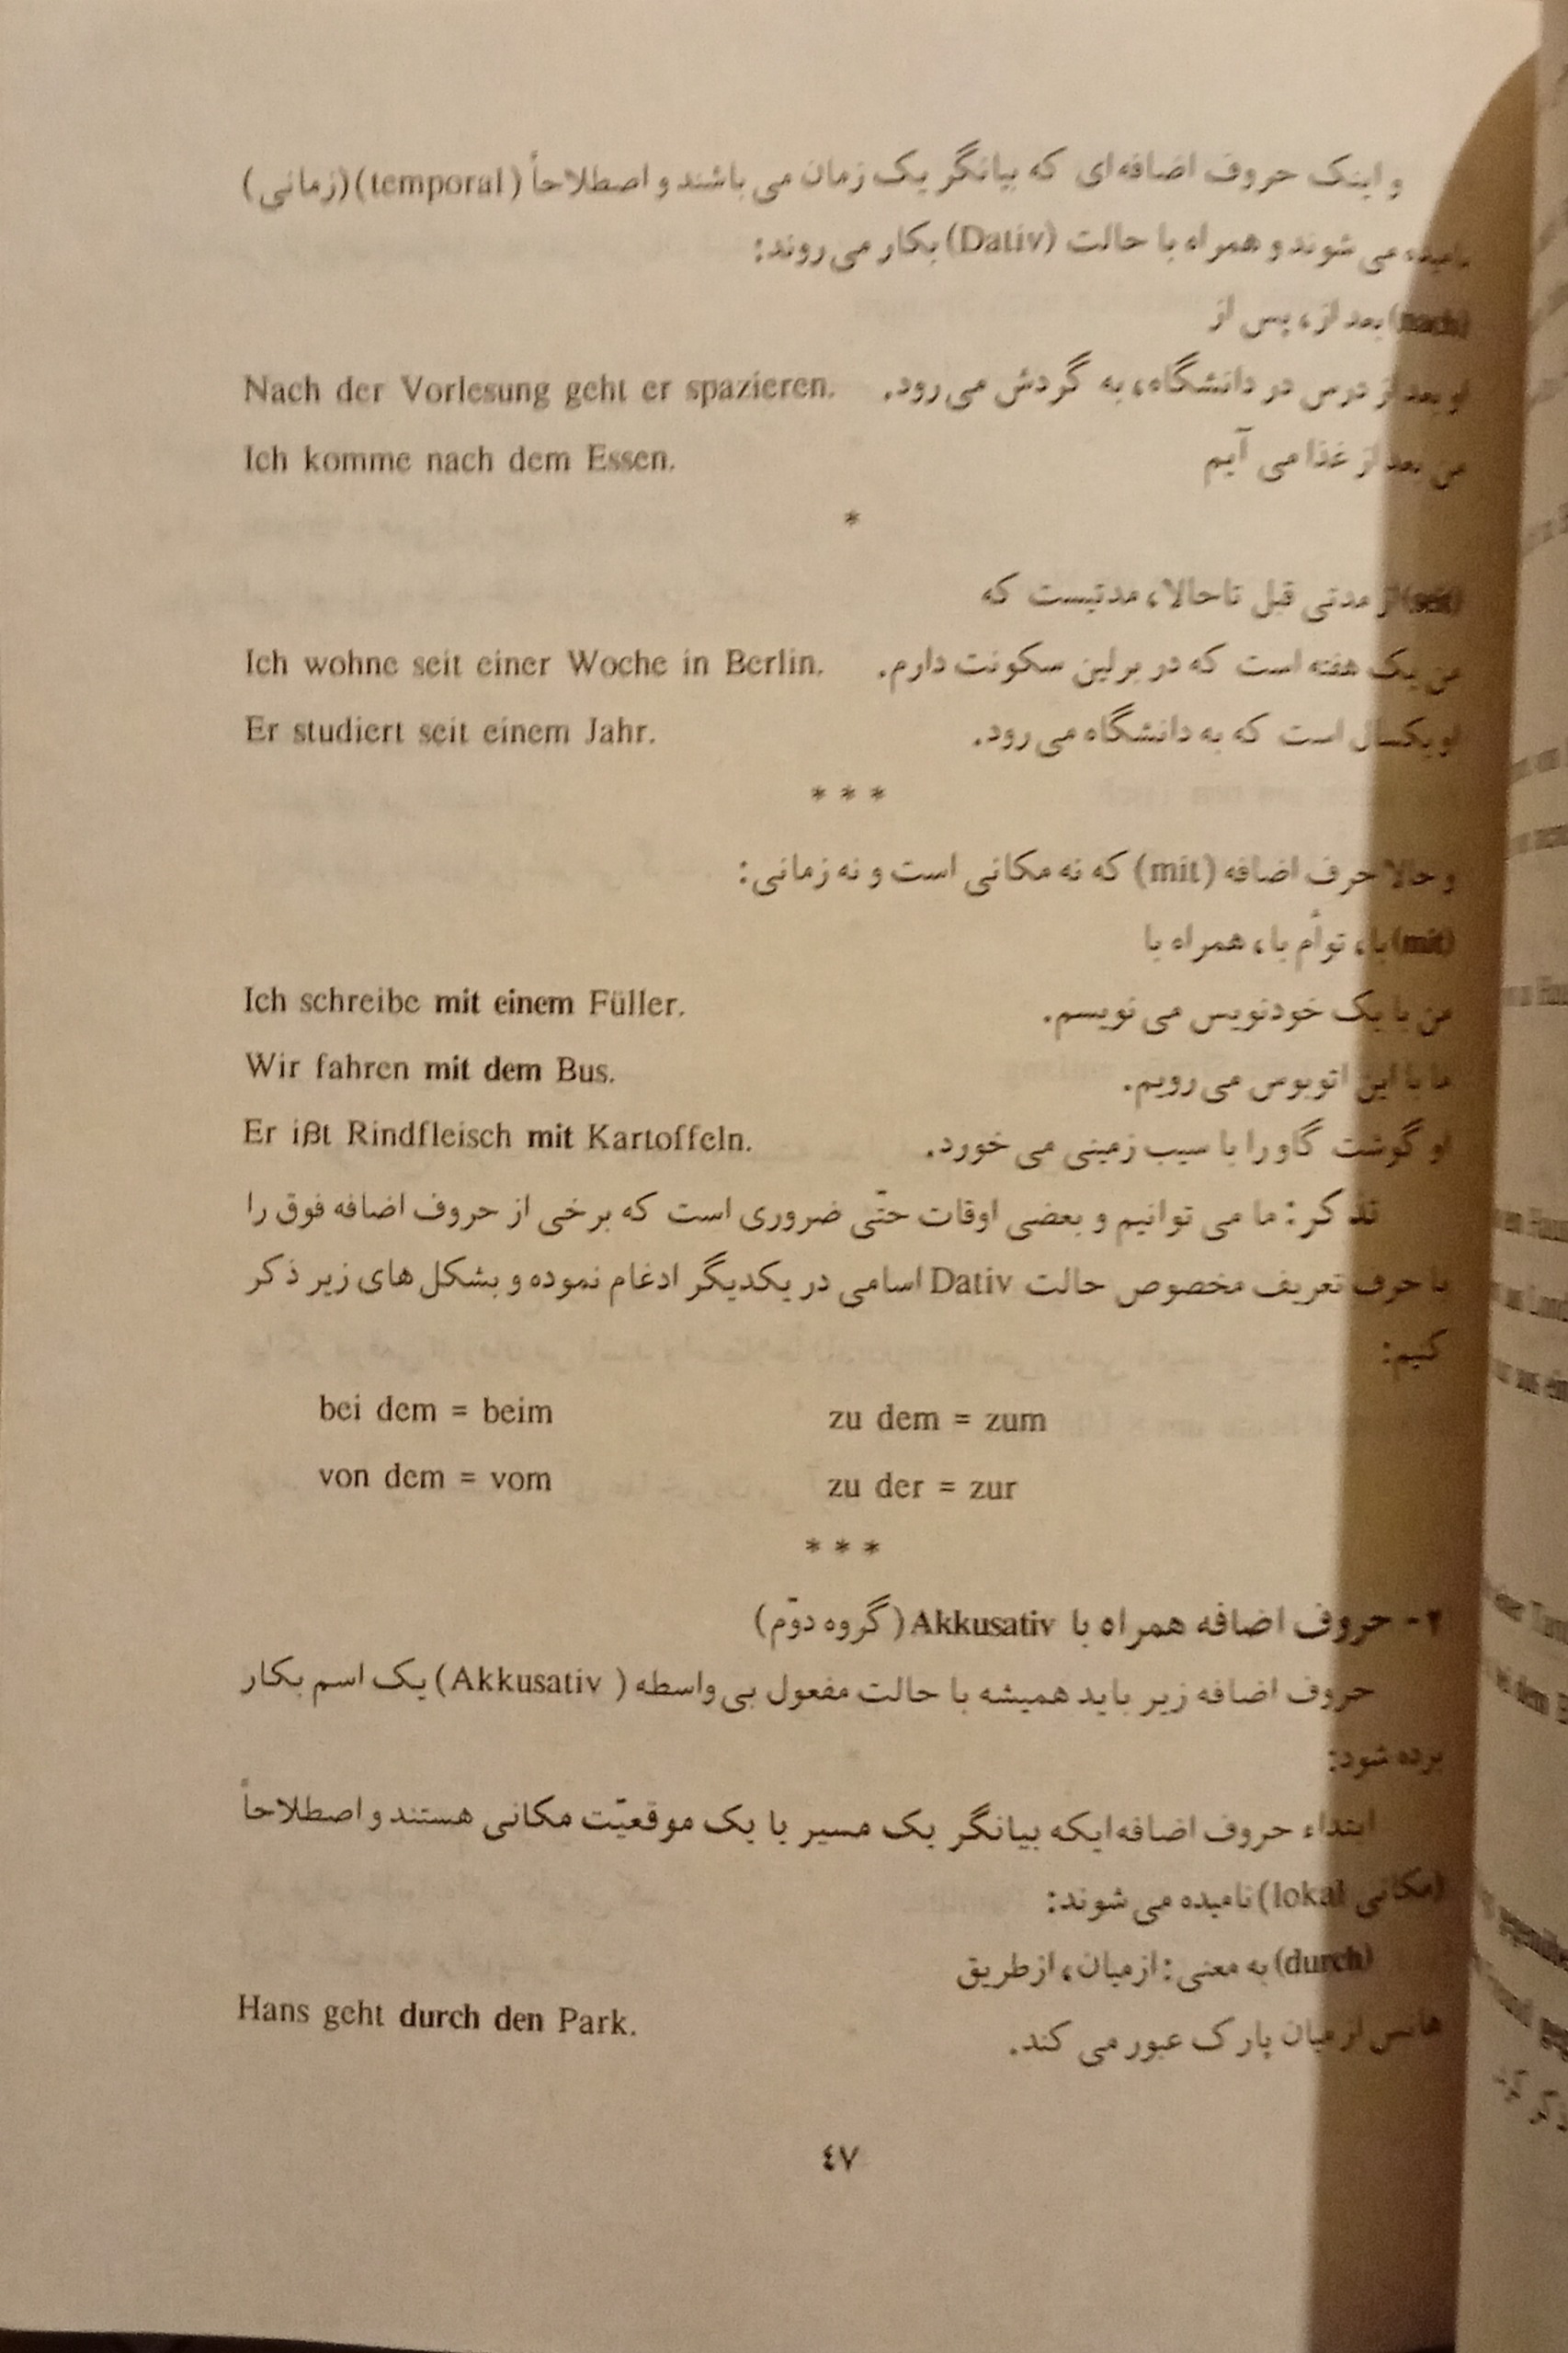 و اینک حروف اضافه‌ای که بیانگر یک زمان می باشند و اصطلاحاً (temporal) (زمانی)
نامیده می شوند و همراه با حالت (Dativ) بکار می روند:
(nach) بعد از، پس از
او بعد از درس در دانشگاه، به گردش می رود. Nach der Vorlesung geht er spazieren.
من بعد از غذا می آیم Ich komme nach dem Essen.
*
(seit) از مدتی قبل تا حالا، مدتیست که
من یک هفته است که در برلین سکونت دارم. Ich wohne seit einer Woche in Berlin.
او یکسال است که به دانشگاه می رود. Er studiert seit einem Jahr.
* * *
و حالا حرف اضافه (mit) که نه مکانی است و نه زمانی:
(mit) با، توأم با، همراه با
من با یک خودنویس می نویسم. Ich schreibe mit einem Füller.
ما با این اتوبوس می رویم. Wir fahren mit dem Bus.
او گوشت گاو را با سیب زمینی می خورد. Er ißt Rindfleisch mit Kartoffeln.
تذکر: ما می توانیم و بعضی اوقات حتّی ضروری است که برخی از حروف اضافه فوق را
با حرف تعریف مخصوص حالت Dativ اسامی در یکدیگر ادغام نموده و بشکل های زیر ذکر
کنیم:
bei dem = beim zu dem = zum
von dem = vom zu der = zur
* * *
۲- حروف اضافه همراه با Akkusativ (گروه دوّم)
حروف اضافه زیر باید همیشه با حالت مفعول بی واسطه (Akkusativ) یک اسم بکار
برده شود:
ابتداء حروف اضافه‌ایکه بیانگر یک مسیر یا یک موقعیّت مکانی هستند و اصطلاحاً
(مکانی lokal) نامیده می شوند:
(durch) به معنی: از میان، از طریق
هانس از میان پارک عبور می کند. Hans geht durch den Park.
٤٧